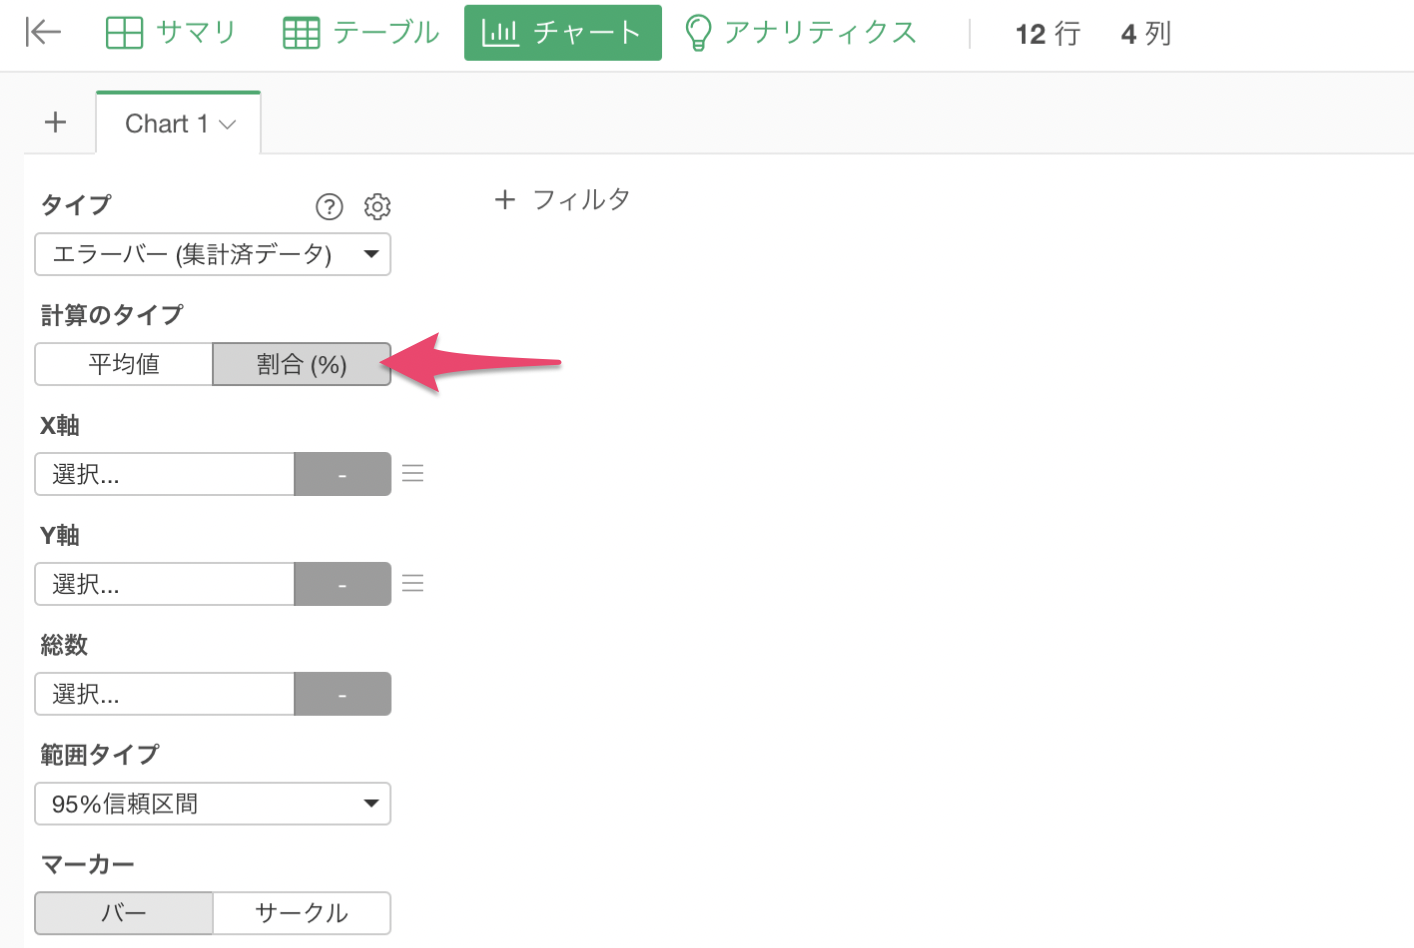 サマリ テーブル チャート アナリティクス 12 行 4 列
+ Chart 1
タイプ ? + フィルタ
エラーバー (集計済データ)
計算のタイプ
平均値 割合 (%)
X軸
選択... -
Y軸
選択... -
総数
選択... -
範囲タイプ
95%信頼区間
マーカー
バー サークル